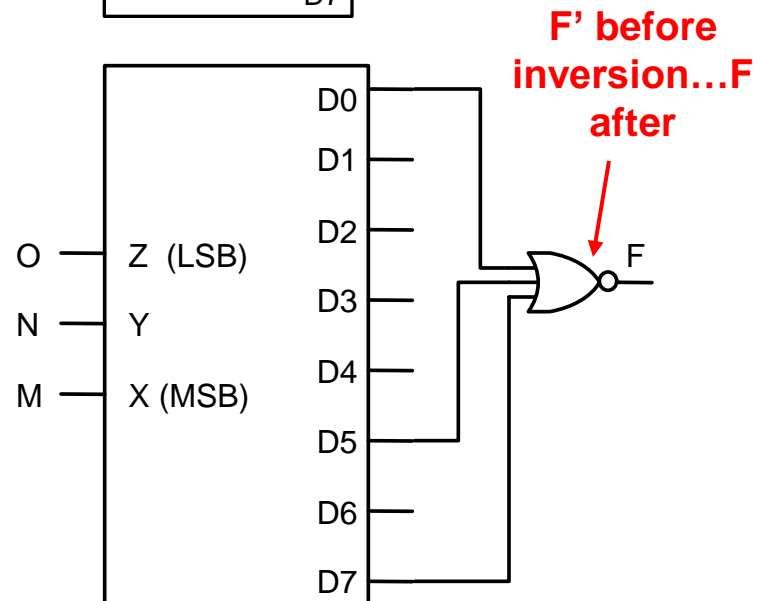 D7
F’ before
inversion…F
after
D0
D1
D2
O Z (LSB)
F
D3
N Y
D4
M X (MSB)
D5
D6
D7